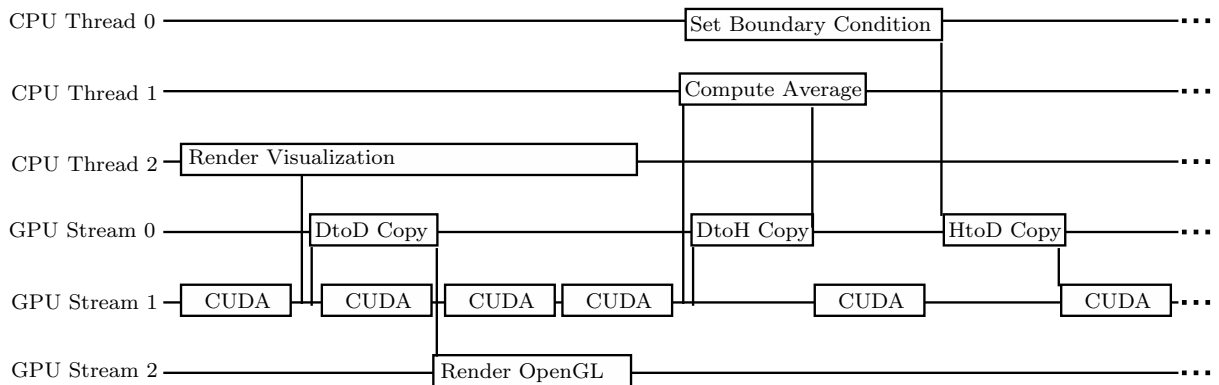 CPU Thread 0 Set Boundary Condition ...
CPU Thread 1 Compute Average ...
CPU Thread 2 Render Visualization ...
GPU Stream 0 DtoD Copy DtoH Copy HtoD Copy ...
GPU Stream 1 CUDA CUDA CUDA CUDA CUDA CUDA ...
GPU Stream 2 Render OpenGL ...